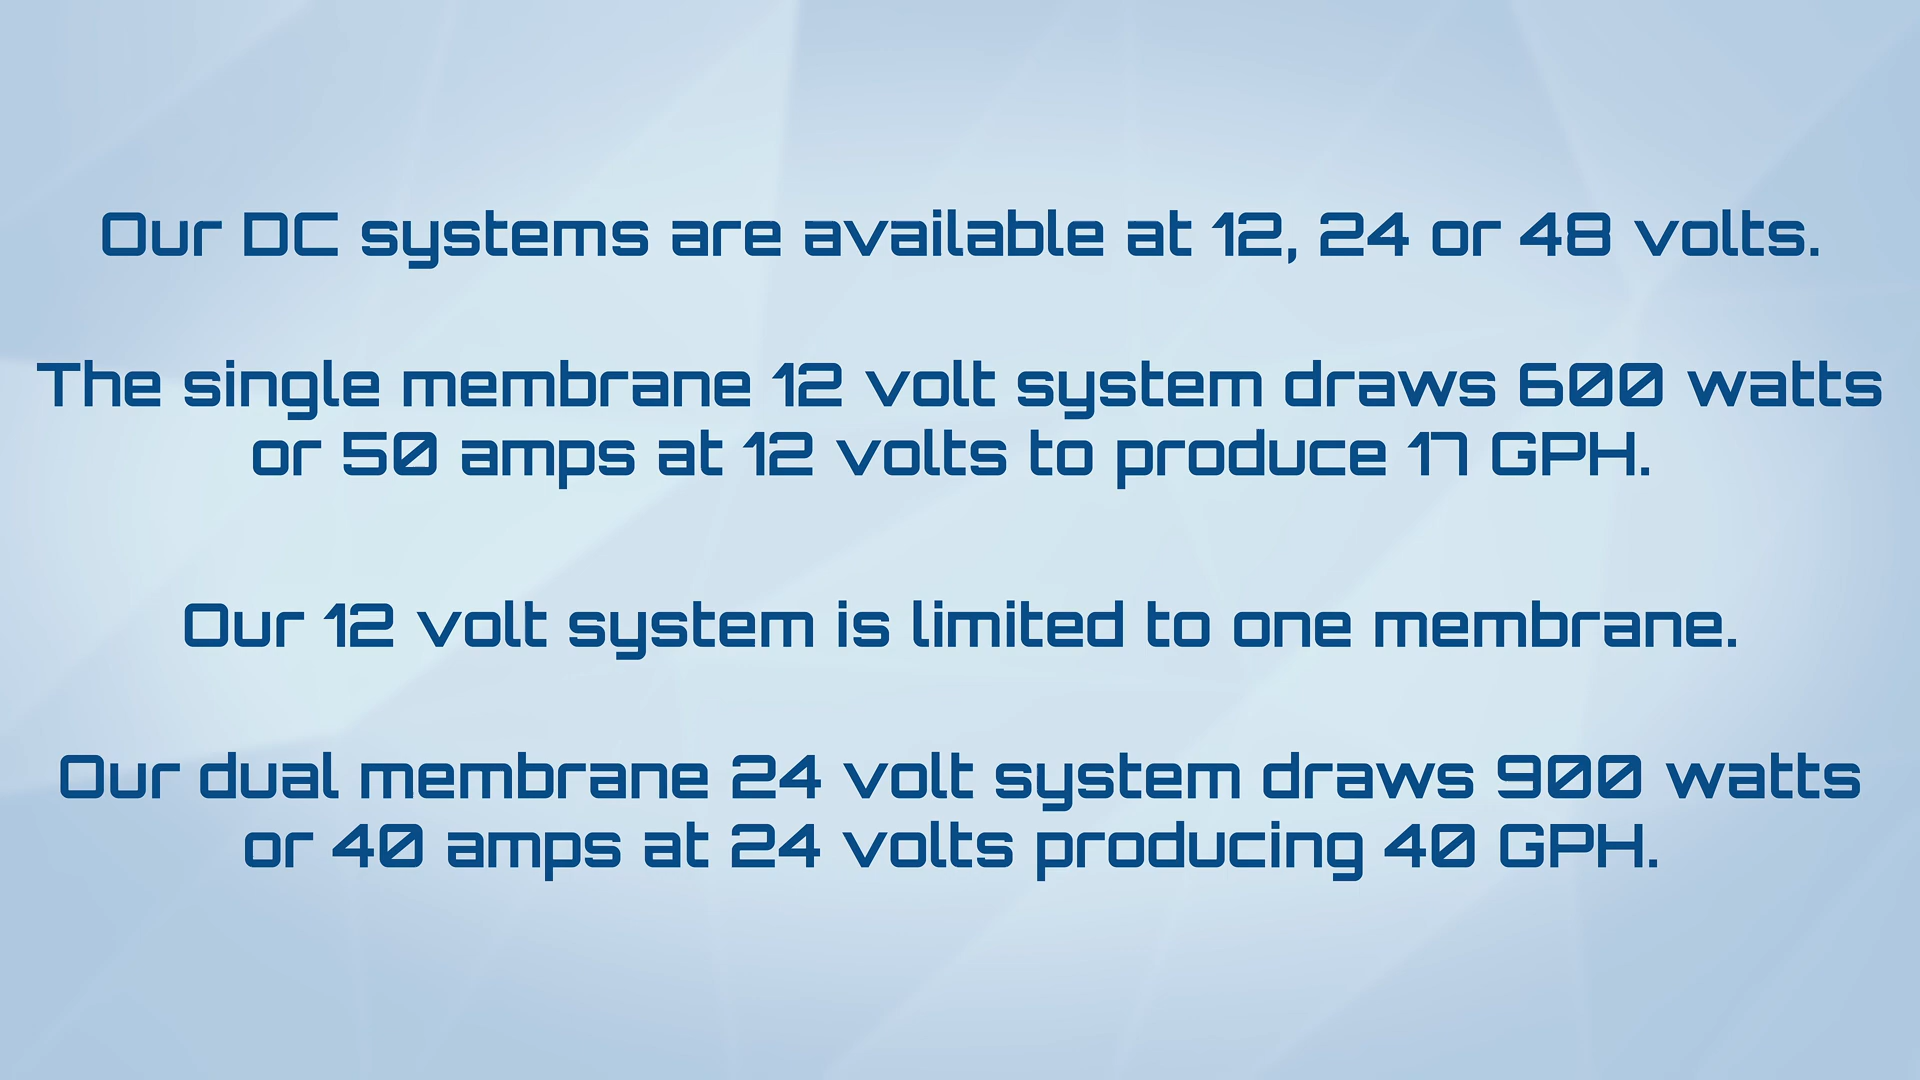 Our DC systems are available at 12, 24 or 48 volts.
The single membrane 12 volt system draws 600 watts
or 50 amps at 12 volts to produce 17 GPH.
Our 12 volt system is limited to one membrane.
Our dual membrane 24 volt system draws 900 watts
or 40 amps at 24 volts producing 40 GPH.